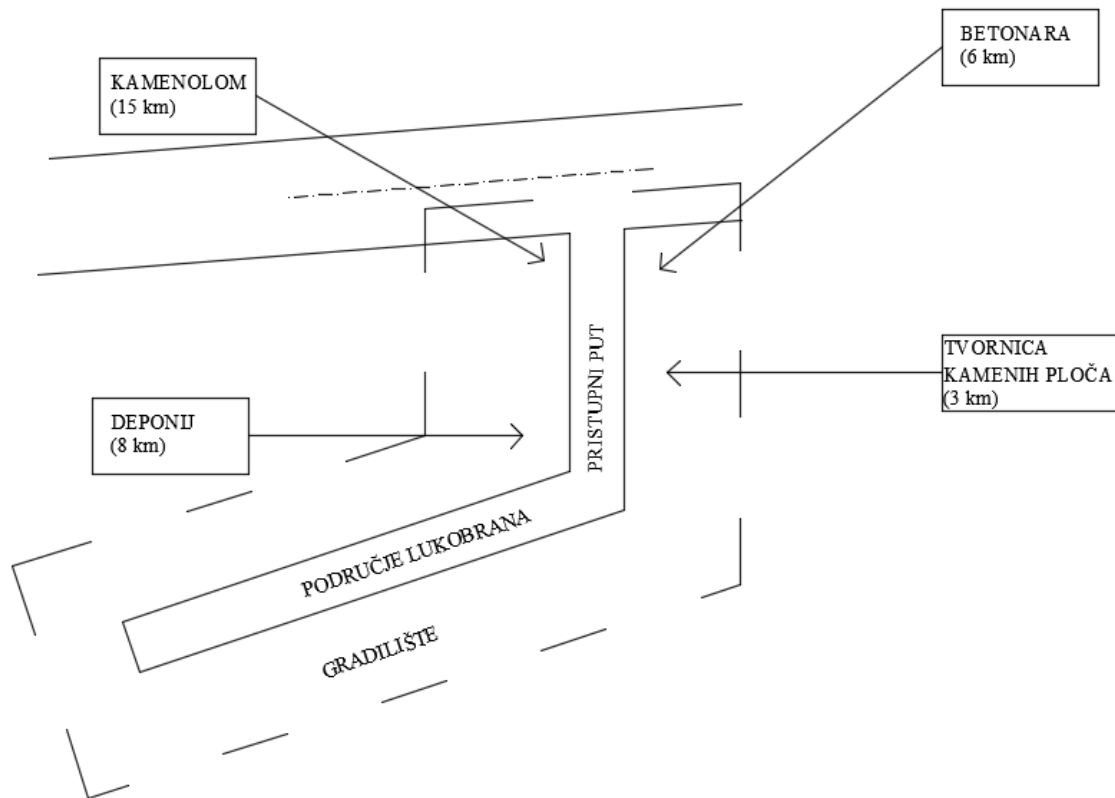 BETONARA
(6 km)
KAMENOLOM
(15 km)
TVORNICA
KAMENIH PLOČA
(3 km)
DEPONIJ
(8 km)
PRISTUPNI PUT
PODRUČJE LUKOBRANA
GRADILIŠTE